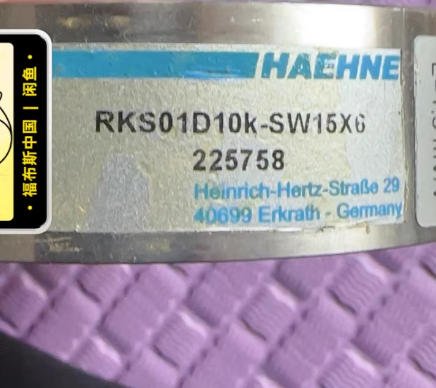 HAEHNE
RKS01D10k-SW15X6
225758
Heinrich-Hertz-Straße 29
40699 Erkrath - Germany
·福布斯中国 | 闲鱼·